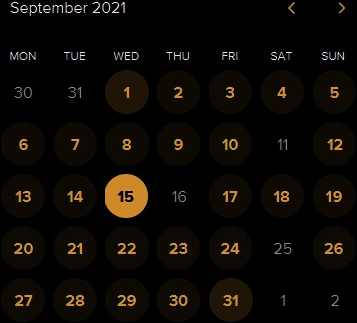 September 2021 < >
MON TUE WED THU FRI SAT SUN
30 31 1 2 3 4 5
6 7 8 9 10 11 12
13 14 15 16 17 18 19
20 21 22 23 24 25 26
27 28 29 30 31 1 2